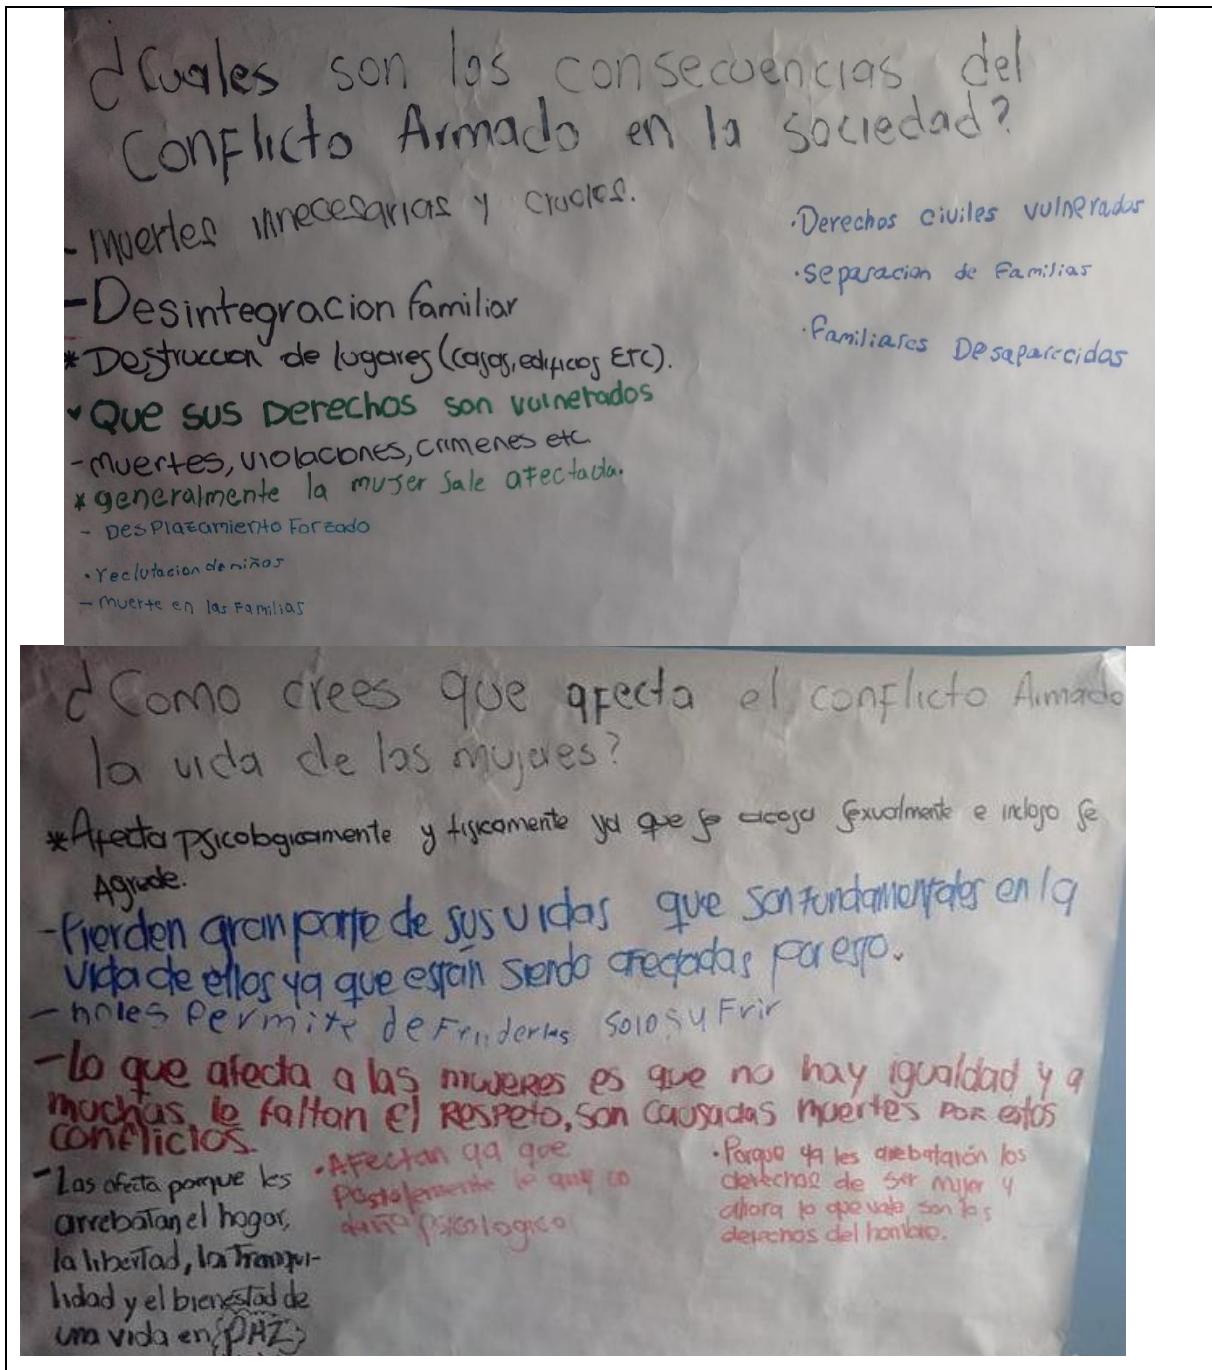 ¿Cuales son las consecuencias del
Conflicto Armado en la sociedad?
- Muertes innecesarias y crueles.
- Desintegracion familiar
* Destruccion de lugares (casas, edificos ETC).
• Que sus Derechos son vulnerados
- muertes, violaciones, crimenes etc.
* generalmente la mujer sale afectada.
- Desplazamiento Forzado
• reclutacion de niños
- muerte en las Familias
• Derechos civiles vulnerados
• separacion de Familias
• Familiares Desaparecidos
¿Como crees que afecta el conflicto Armado
la vida de las mujeres?
* Afecta psicologicamente y fisicamente ya que se acosa sexualmente e incluso se
Agrede.
- Pierden gran parte de sus vidas que son fundamentales en la
vida de ellas ya que están siendo afectadas por esto.
- no les Permite defenderlas solo sufrir
- Lo que afecta a las mujeres es que no hay igualdad y a
muchas le faltan el Respeto, son causadas muertes por estos
conflictos.
- Las afecta porque les
arrebatan el hogar,
la libertad, la tranqui-
lidad y el bienestad de
una vida en PAZ
• Afectan ya que
le
daño psicologico
• Porque ya les arebatarón los
derechos de ser mujer y
ahora lo que vale son los
derechos del hombre.